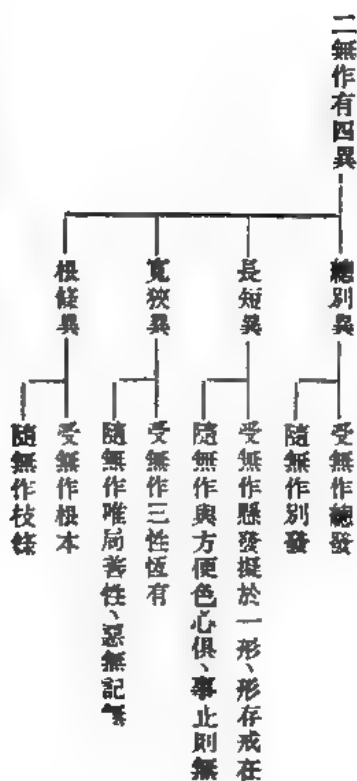 二無作有四異
總別異
受無作總發
隨無作別發
長短異
受無作懸發擬於一形、形存戒在
隨無作與方便色心俱、事止則無
寬狹異
受無作三性恆有
隨無作唯局善性、惡無記無
根條異
受無作根本
隨無作枝條